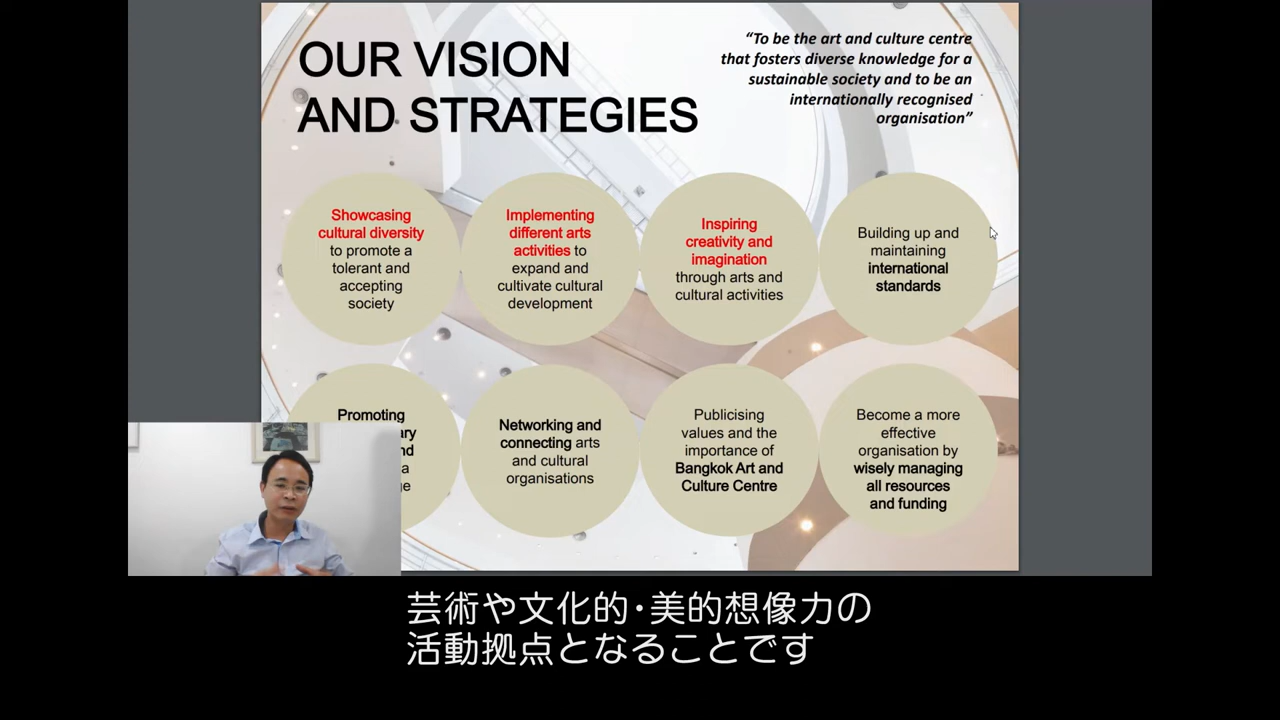 OUR VISION
AND STRATEGIES
“To be the art and culture centre
that fosters diverse knowledge for a
sustainable society and to be an
internationally recognised
organisation”
Showcasing
cultural diversity
to promote a
tolerant and
accepting
society
Implementing
different arts
activities to
expand and
cultivate cultural
development
Inspiring
creativity and
imagination
through arts and
cultural activities
Building up and
maintaining
international
standards
Promoting
Networking and
connecting arts
and cultural
organisations
Publicising
values and the
importance of
Bangkok Art and
Culture Centre
Become a more
effective
organisation by
wisely managing
all resources
and funding
芸術や文化的・美的想像力の
活動拠点となることです